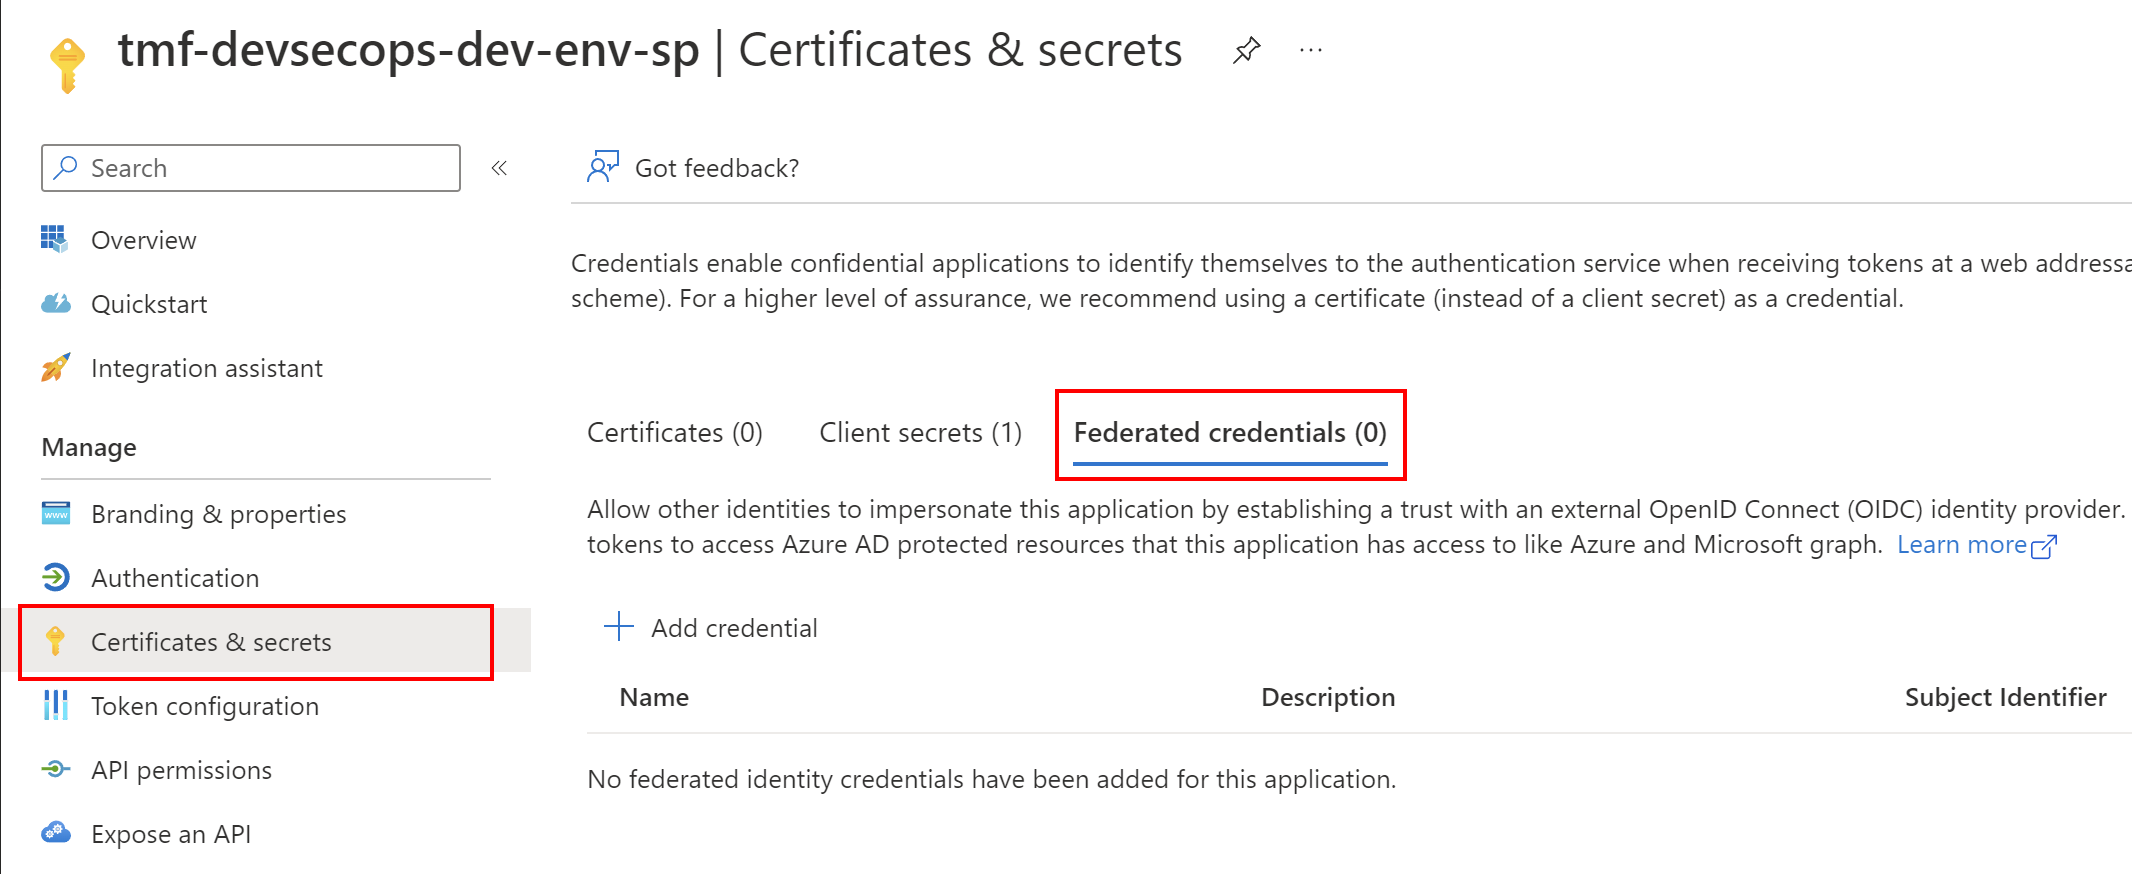 tmf-devsecops-dev-env-sp | Certificates & secrets
Search
Overview
Quickstart
Integration assistant
Manage
Branding & properties
Authentication
Certificates & secrets
Token configuration
API permissions
Expose an API
Got feedback?
Credentials enable confidential applications to identify themselves to the authentication service when receiving tokens at a web addressa
scheme). For a higher level of assurance, we recommend using a certificate (instead of a client secret) as a credential.
Certificates (0) Client secrets (1) Federated credentials (0)
Allow other identities to impersonate this application by establishing a trust with an external OpenID Connect (OIDC) identity provider.
tokens to access Azure AD protected resources that this application has access to like Azure and Microsoft graph. Learn more
Add credential
Name Description Subject Identifier
No federated identity credentials have been added for this application.